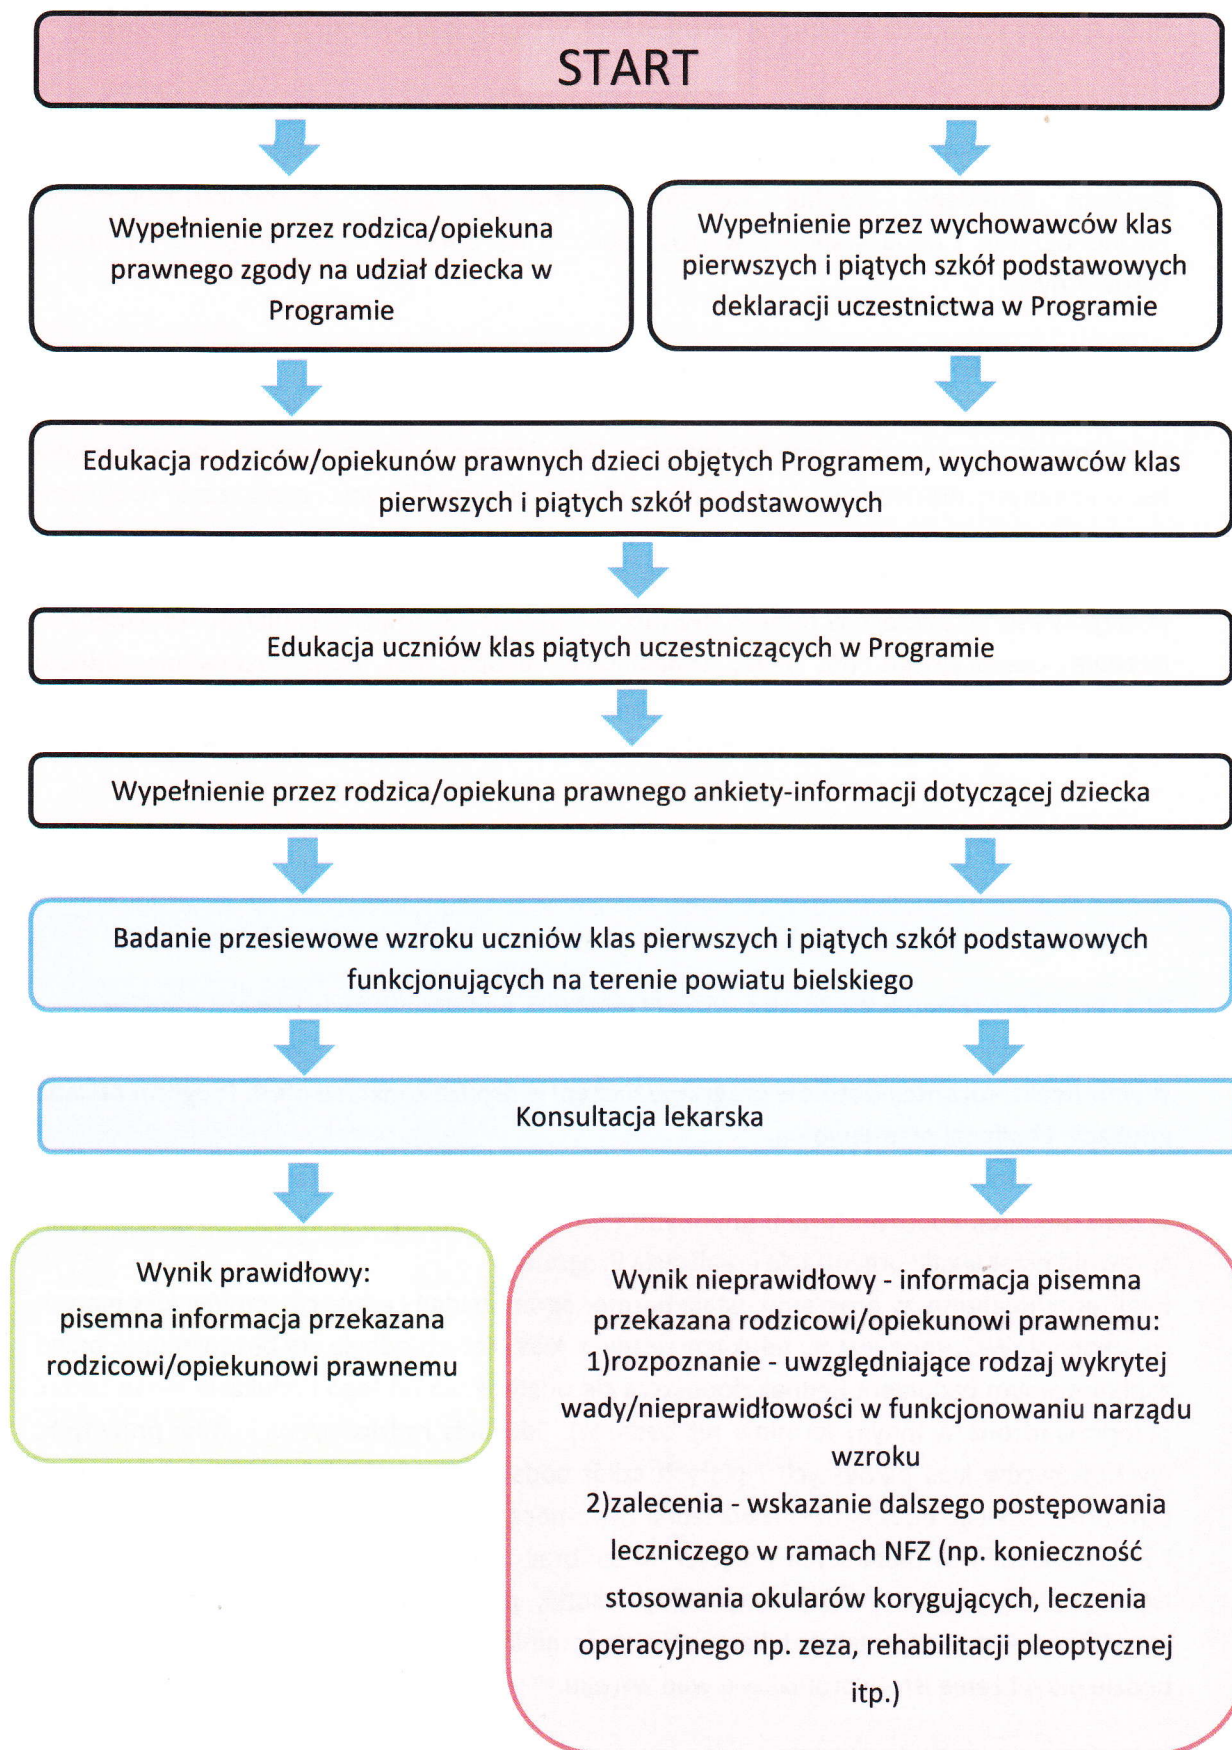 START
Wypełnienie przez rodzica/opiekuna
prawnego zgody na udział dziecka w
Programie
Wypełnienie przez wychowawców klas
pierwszych i piątych szkół podstawowych
deklaracji uczestnictwa w Programie
Edukacja rodziców/opiekunów prawnych dzieci objętych Programem, wychowawców klas
pierwszych i piątych szkół podstawowych
Edukacja uczniów klas piątych uczestniczących w Programie
Wypełnienie przez rodzica/opiekuna prawnego ankiety-informacji dotyczącej dziecka
Badanie przesiewowe wzroku uczniów klas pierwszych i piątych szkół podstawowych
funkcjonujących na terenie powiatu bielskiego
Konsultacja lekarska
Wynik prawidłowy:
pisemna informacja przekazana
rodzicowi/opiekunowi prawnemu
Wynik nieprawidłowy - informacja pisemna
przekazana rodzicowi/opiekunowi prawnemu:
1)rozpoznanie - uwzględniające rodzaj wykrytej
wady/nieprawidłowości w funkcjonowaniu narządu
wzroku
2)zalecenia - wskazanie dalszego postępowania
leczniczego w ramach NFZ (np. konieczność
stosowania okularów korygujących, leczenia
operacyjnego np. zeza, rehabilitacji pleoptycznej
itp.)